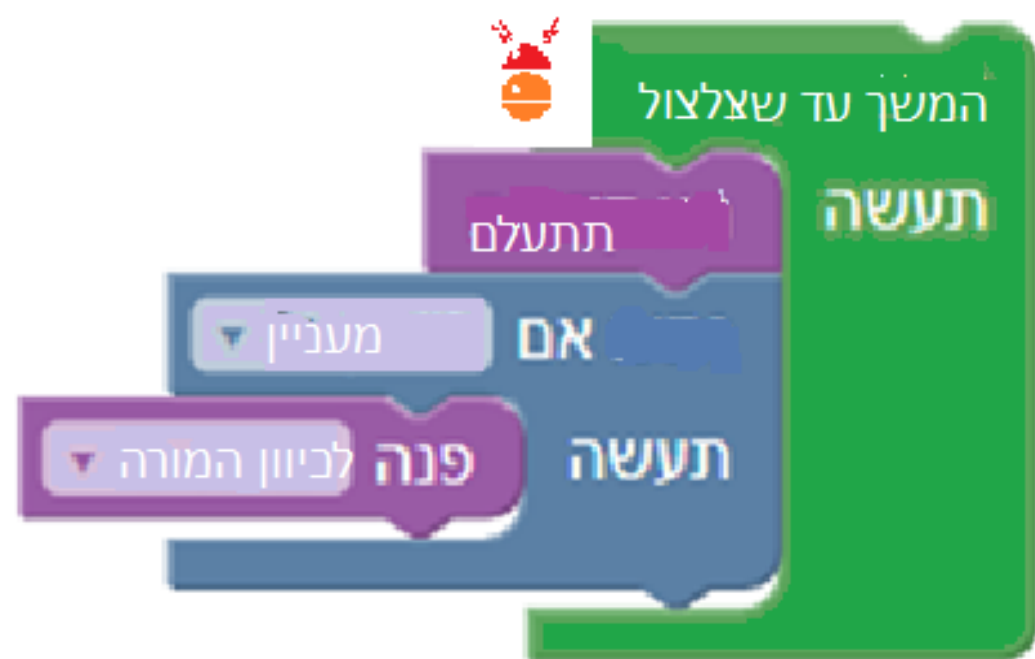 המשך עד שצלצול
תעשה
תתעלם
אם מעניין
תעשה פנה לכיוון המורה